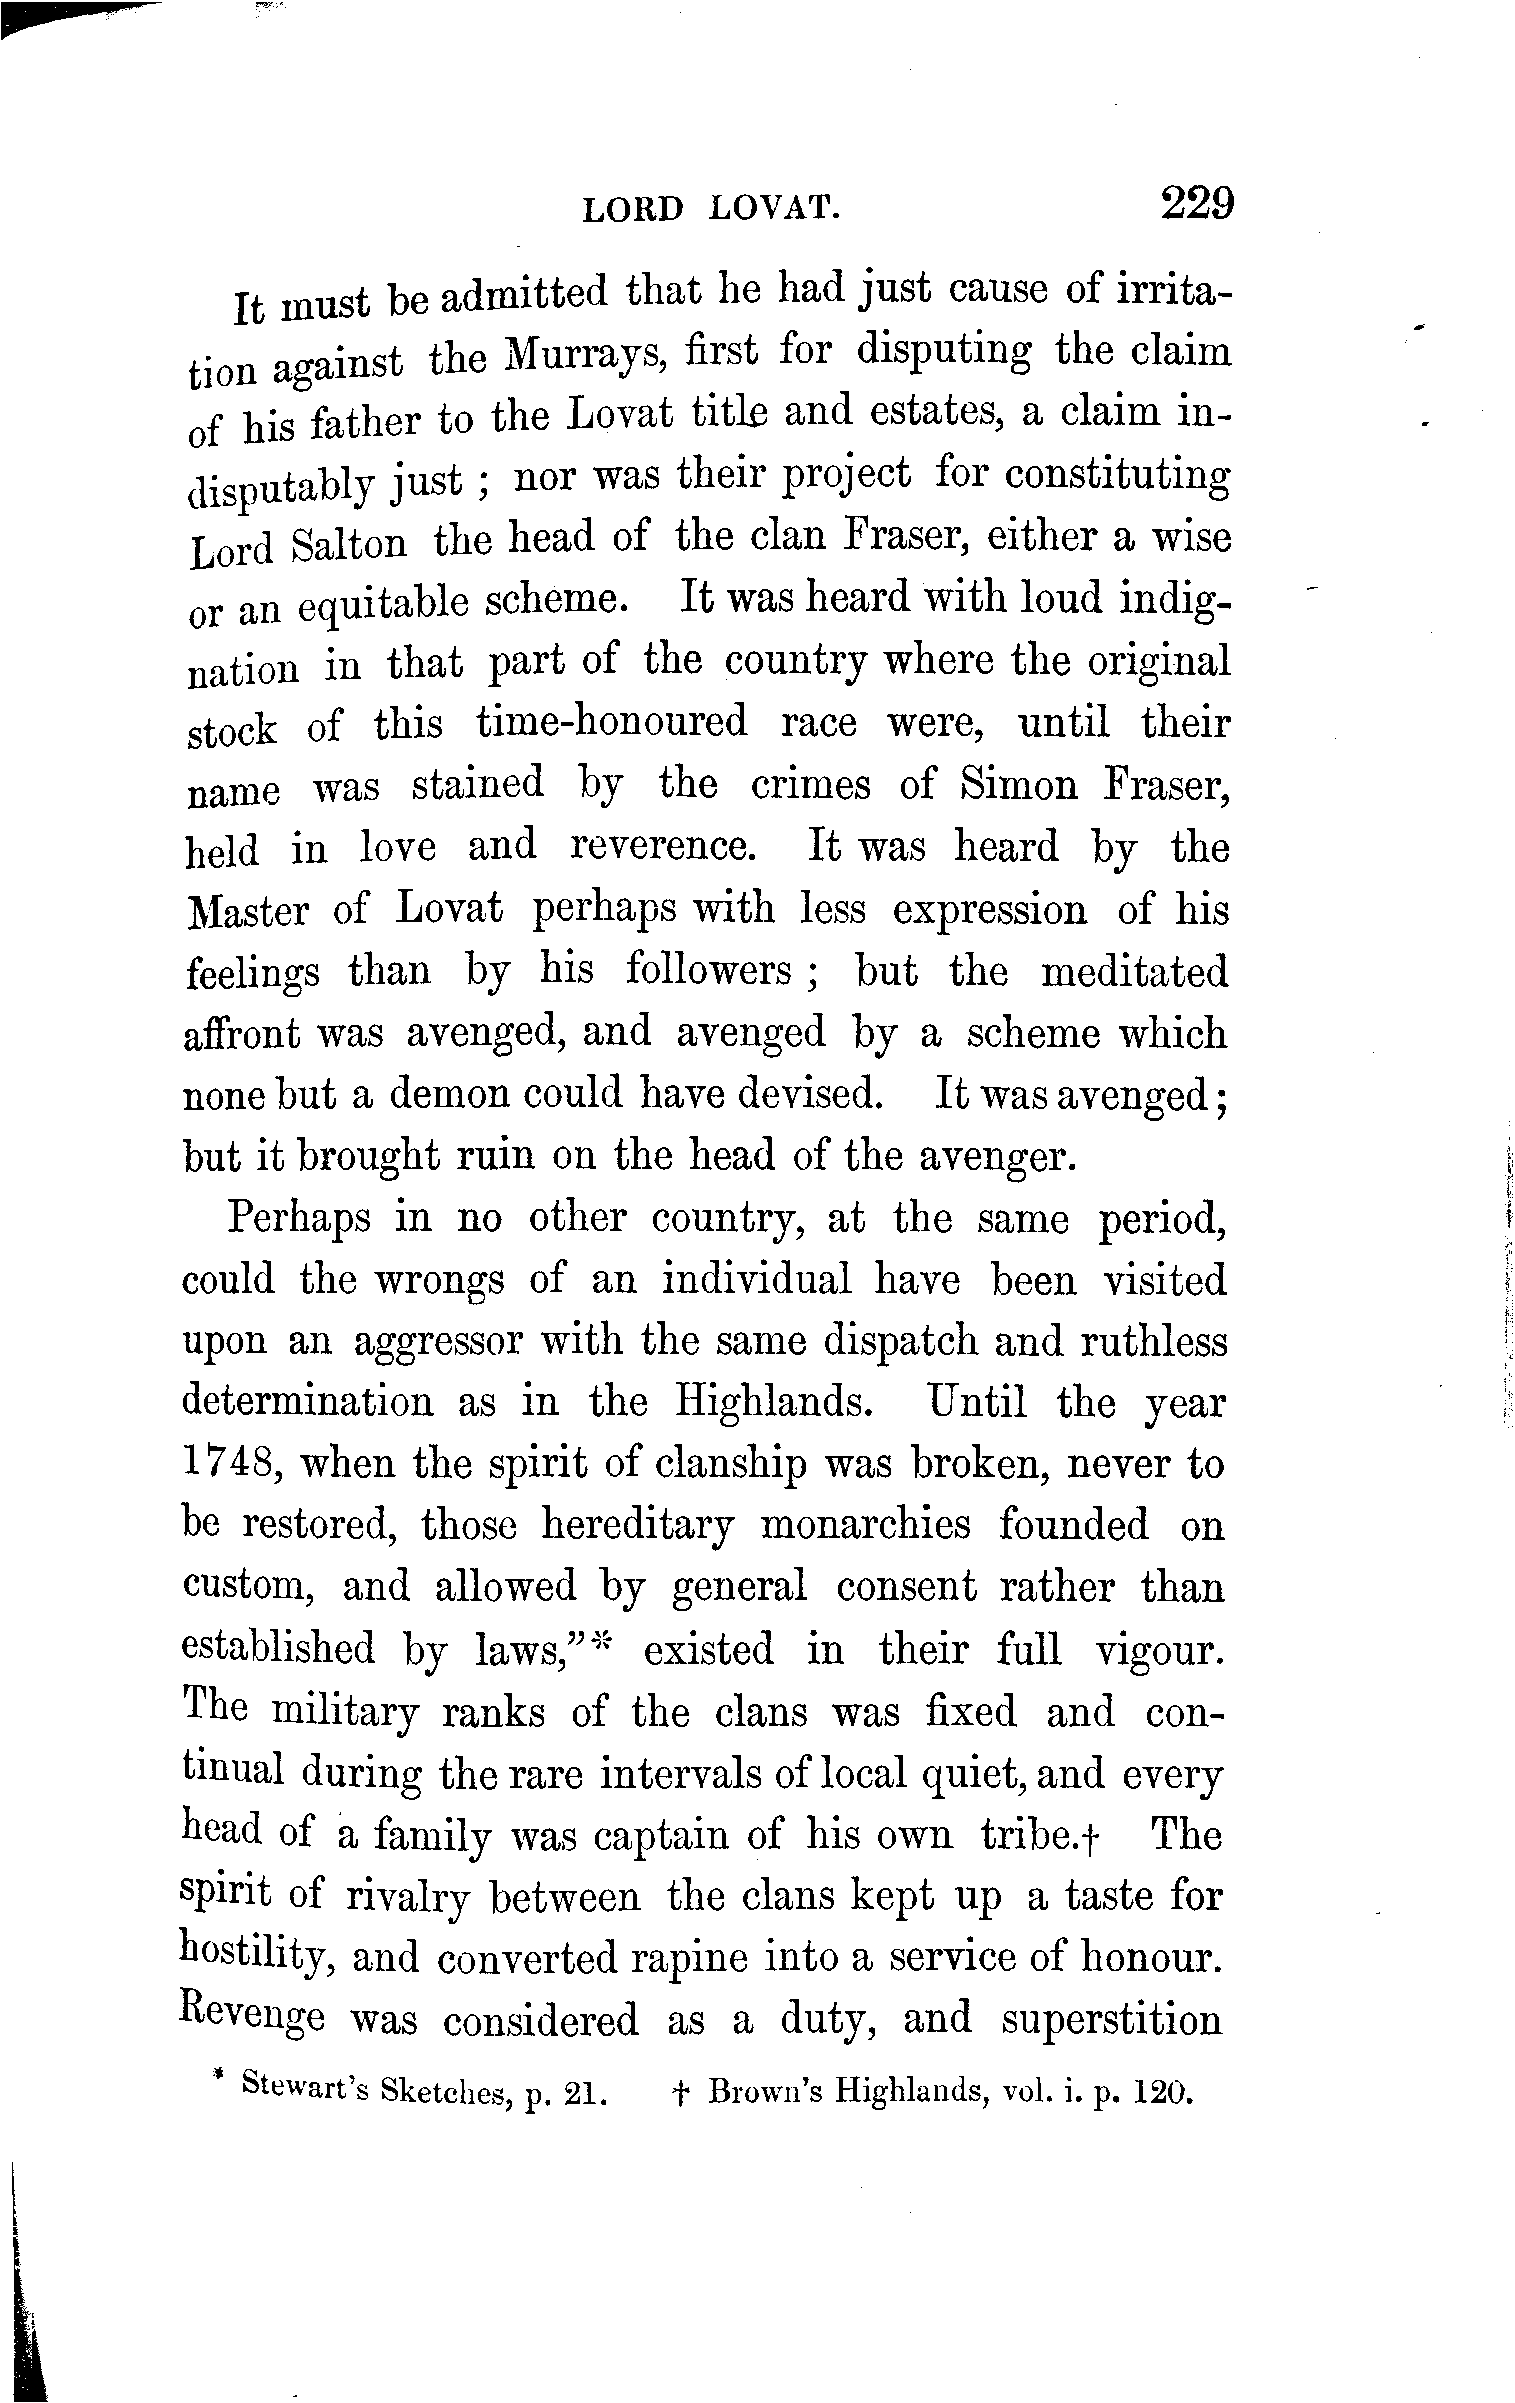 LORD LOVAT. 229
It must be admitted that he had just cause of irrita-
tion against the Murrays, first for disputing the claim
of his father to the Lovat title and estates, a claim in-
disputably just ; nor was their project for constituting
Lord Salton the head of the clan Fraser, either a wise
or an equitable scheme. It was heard with loud indig-
nation in that part of the country where the original
stock of this time-honoured race were, until their
name was stained by the crimes of Simon Fraser,
held in love and reverence. It was heard by the
Master of Lovat perhaps with less expression of his
feelings than by his followers ; but the meditated
affront was avenged, and avenged by a scheme which
none but a demon could have devised. It was avenged ;
but it brought ruin on the head of the avenger.
Perhaps in no other country, at the same period,
could the wrongs of an individual have been visited
upon an aggressor with the same dispatch and ruthless
determination as in the Highlands. Until the year
1748, when the spirit of clanship was broken, never to
be restored, those hereditary monarchies founded on
custom, and allowed by general consent rather than
established by laws,"* existed in their full vigour.
The military ranks of the clans was fixed and con-
tinual during the rare intervals of local quiet, and every
head of a family was captain of his own tribe.† The
spirit of rivalry between the clans kept up a taste for
hostility, and converted rapine into a service of honour.
Revenge was considered as a duty, and superstition
* Stewart's Sketches, p. 21. † Brown's Highlands, vol. i. p. 120.